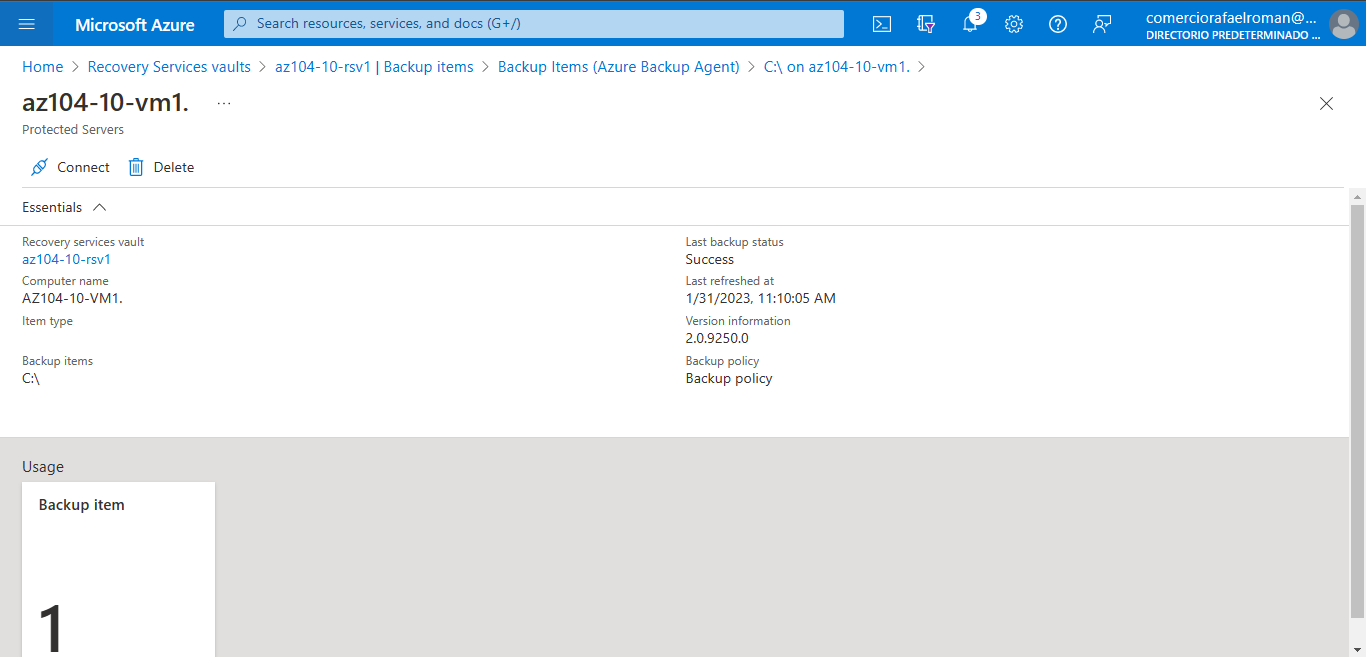 Microsoft Azure
Search resources, services, and docs (G+/)
3
comerciorafaelroman@...
DIRECTORIO PREDETERMINADO ...
Home > Recovery Services vaults > az104-10-rsv1 | Backup items > Backup Items (Azure Backup Agent) > C:\ on az104-10-vm1. >
az104-10-vm1. ...
Protected Servers
Connect Delete
Essentials
Recovery services vault
az104-10-rsv1
Computer name
AZ104-10-VM1.
Item type
Backup items
C:\
Last backup status
Success
Last refreshed at
1/31/2023, 11:10:05 AM
Version information
2.0.9250.0
Backup policy
Backup policy
Usage
Backup item
1